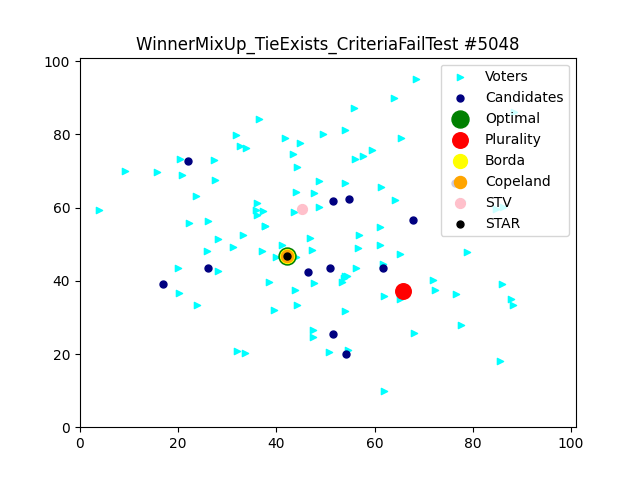 WinnerMixUp_TieExists_CriteriaFailTest #5048
100
80
60
40
20
0
0
20
40
60
80
100
Voters
Candidates
Optimal
Plurality
Borda
Copeland
STV
STAR